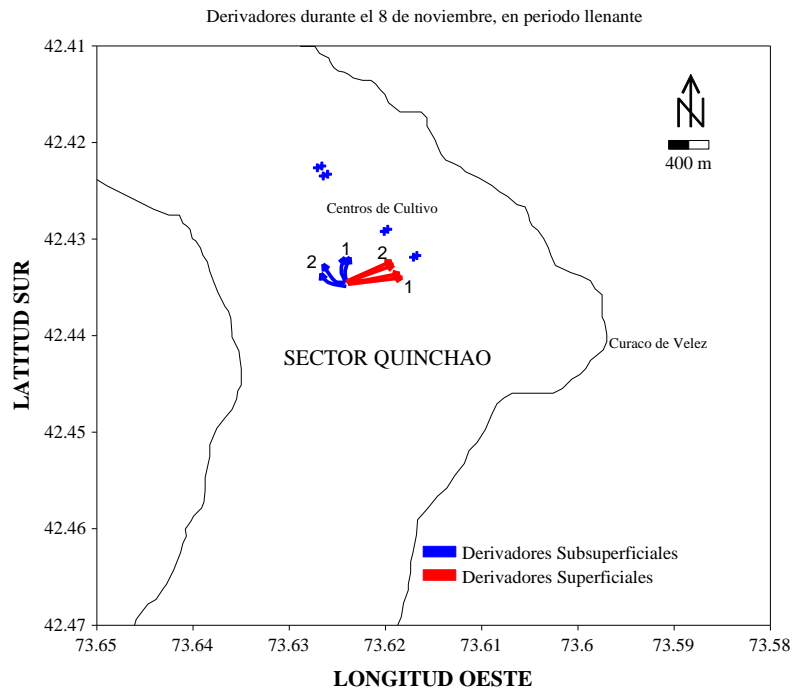 Derivadores durante el 8 de noviembre, en periodo llenante
42.41
42.42
42.43
42.44
42.45
42.46
42.47
LATITUD SUR
N
400 m
Centros de Cultivo
1
2
2
1
Curaco de Velez
SECTOR QUINCHAO
Derivadores Subsuperficiales
Derivadores Superficiales
73.65 73.64 73.63 73.62 73.61 73.6 73.59 73.58
LONGITUD OESTE